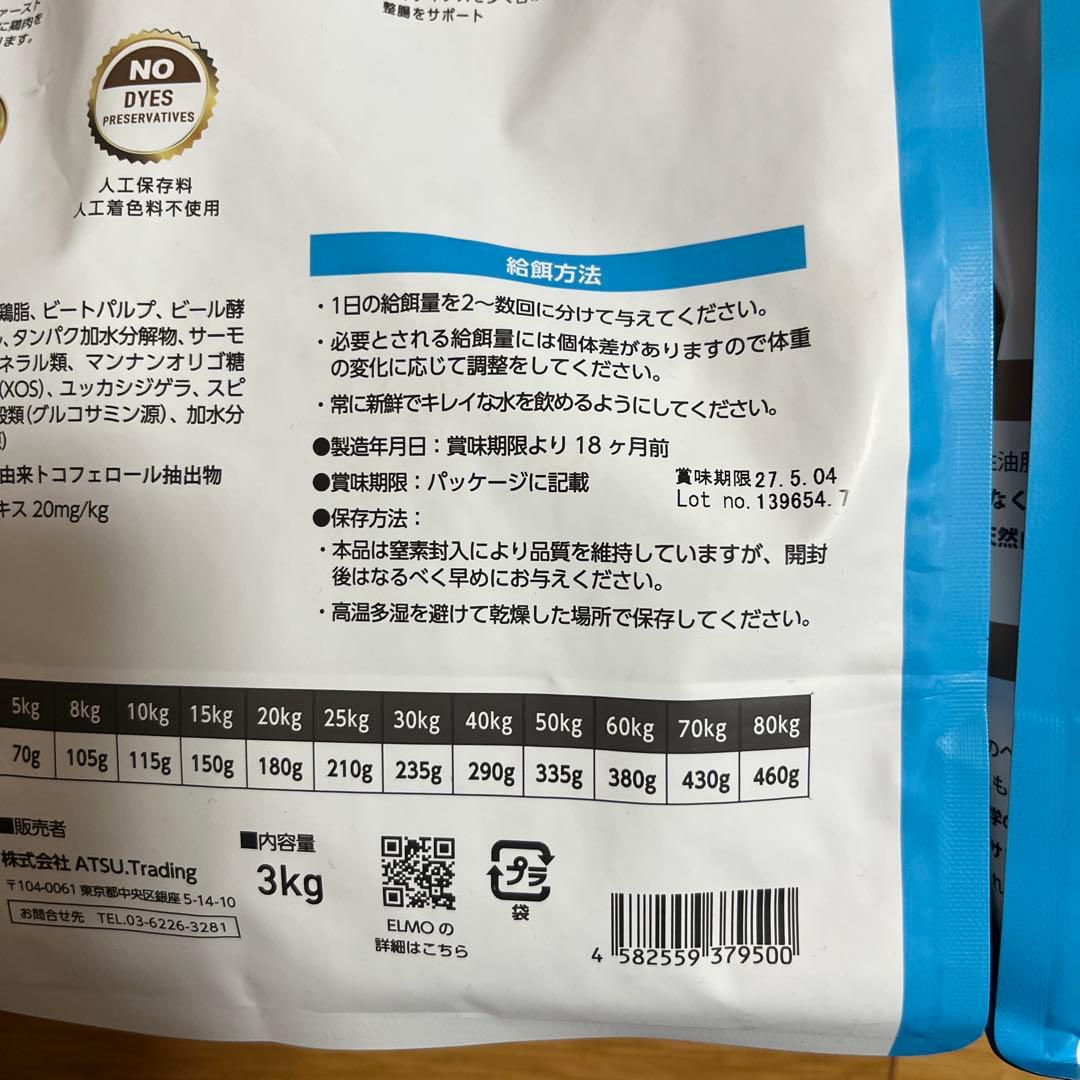 に鶏肉を
ります。
整腸をサポート
NO
DYES
PRESERVATIVES
人工保存料
人工着色料不使用
鶏脂、ビートパルプ、ビール酵
、タンパク加水分解物、サーモ
ネラル類、マンナンオリゴ糖
(XOS)、ユッカシジゲラ、スピ
殻類(グルコサミン源)、加水分
由来トコフェロール抽出物
キス 20mg/kg
給餌方法
・1日の給餌量を2〜数回に分けて与えてください。
・必要とされる給餌量には個体差がありますので体重
の変化に応じて調整をしてください。
・常に新鮮でキレイな水を飲めるようにしてください。
●製造年月日：賞味期限より 18 ヶ月前
●賞味期限：パッケージに記載
賞味期限27.5.04
Lot no.139654.7
●保存方法：
・本品は窒素封入により品質を維持していますが、開封
後はなるべく早めにお与えください。
・高温多湿を避けて乾燥した場所で保存してください。
5kg 8kg 10kg 15kg 20kg 25kg 30kg 40kg 50kg 60kg 70kg 80kg
70g 105g 115g 150g 180g 210g 235g 290g 335g 380g 430g 460g
■販売者
株式会社 ATSU.Trading
〒104-0061 東京都中央区銀座 5-14-10
お問合せ先 TEL.03-6226-3281
■内容量
3kg
ELMO の
詳細はこちら
プラ
袋
4 582559 379500